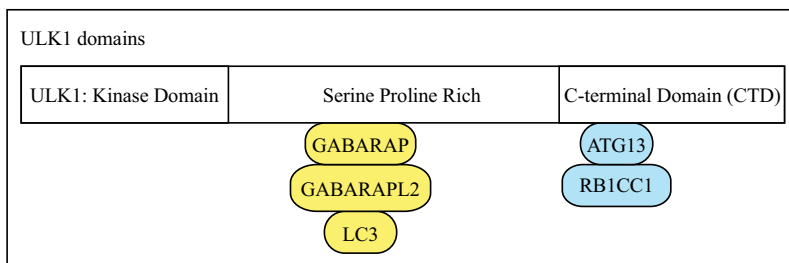 ULK1 domains
ULK1: Kinase Domain
Serine Proline Rich
C-terminal Domain (CTD)
GABARAP
GABARAPL2
LC3
ATG13
RB1CC1